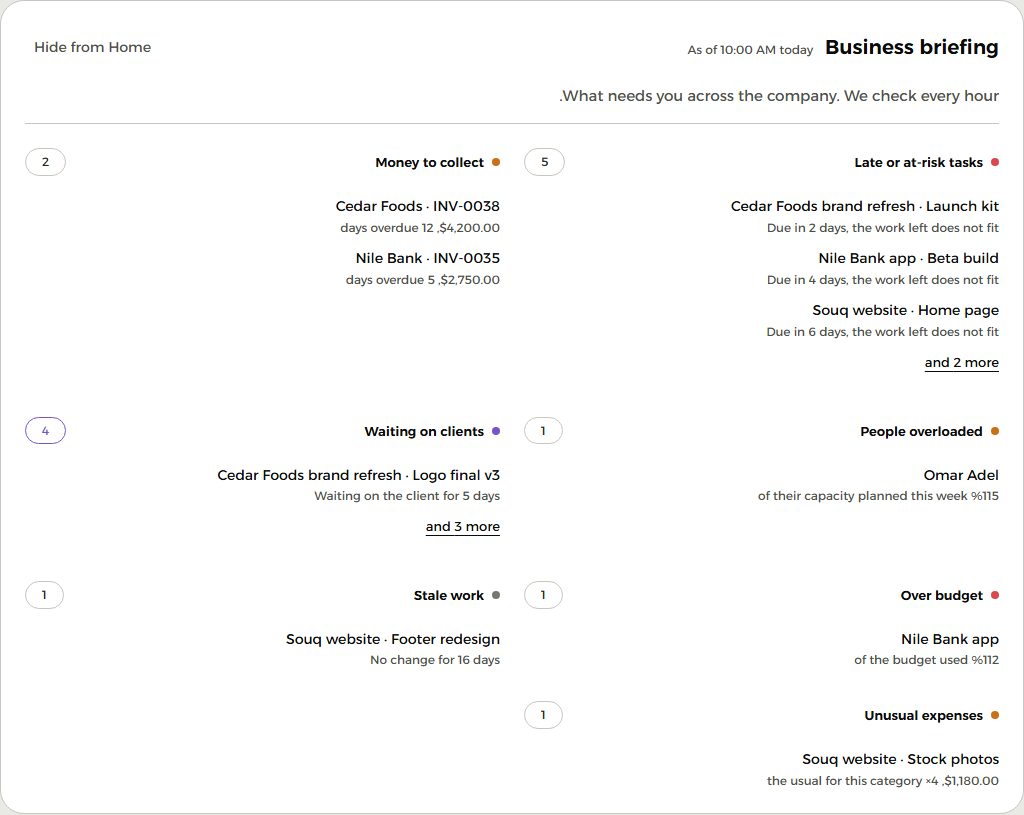 Business briefing As of 10:00 AM today
Hide from Home
.What needs you across the company. We check every hour
Late or at-risk tasks
5
Cedar Foods brand refresh · Launch kit
Due in 2 days, the work left does not fit
Nile Bank app · Beta build
Due in 4 days, the work left does not fit
Souq website · Home page
Due in 6 days, the work left does not fit
and 2 more
Money to collect
2
Cedar Foods · INV-0038
days overdue 12 ,$4,200.00
Nile Bank · INV-0035
days overdue 5 ,$2,750.00
People overloaded
1
Omar Adel
of their capacity planned this week %115
Waiting on clients
4
Cedar Foods brand refresh · Logo final v3
Waiting on the client for 5 days
and 3 more
Over budget
1
Nile Bank app
of the budget used %112
Stale work
1
Souq website · Footer redesign
No change for 16 days
Unusual expenses
1
Souq website · Stock photos
the usual for this category ×4 ,$1,180.00